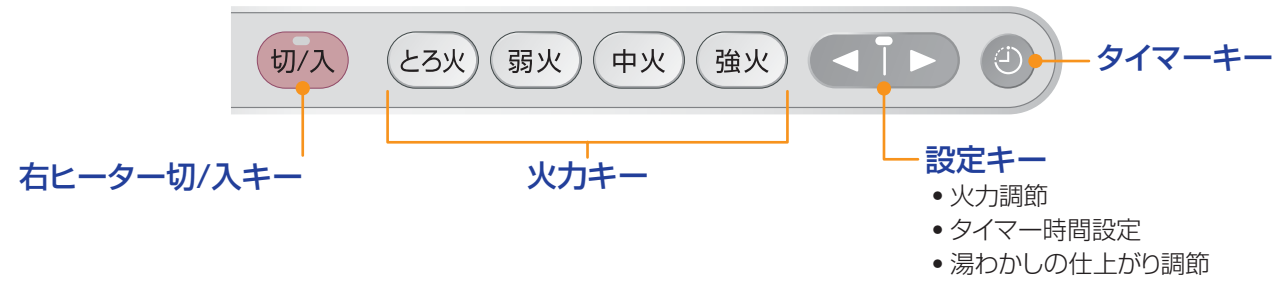 切/入
とろ火
弱火
中火
強火
タイマーキー
右ヒーター切/入キー
火力キー
設定キー
•火力調節
•タイマー時間設定
•湯わかしの仕上がり調節